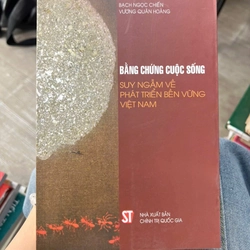 BẠCH NGỌC CHIẾN
VƯƠNG QUÂN HOÀNG
BẰNG CHỨNG CUỘC SỐNG
SUY NGẪM VỀ
PHÁT TRIỂN BỀN VỮNG
VIỆT NAM
ST
NHÀ XUẤT BẢN
CHÍNH TRỊ QUỐC GIA